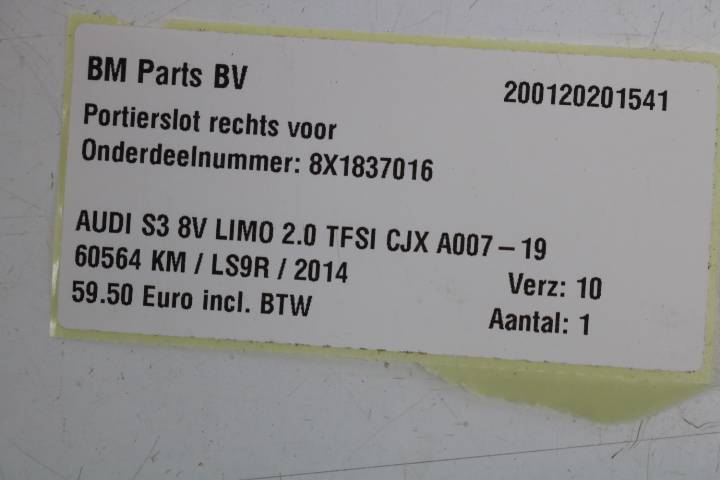 BM Parts BV 200120201541
Portierslot rechts voor
Onderdeelnummer: 8X1837016
AUDI S3 8V LIMO 2.0 TFSI CJX A007-19
60564 KM / LS9R / 2014 Verz: 10
59.50 Euro incl. BTW Aantal: 1